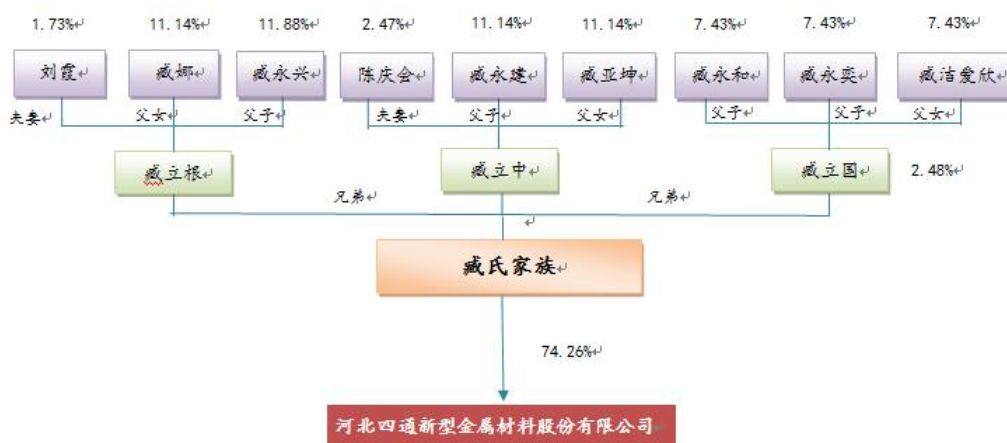 1.73%
11.14%
11.88%
2.47%
11.14%
11.14%
7.43%
7.43%
7.43%
刘霞
臧娜
臧永兴
陈庆会
臧永建
臧亚坤
臧永和
臧永奕
臧洁爱欣
夫妻
父女
父子
夫妻
父子
父女
父子
父子
父女
臧立根
臧立中
臧立国
2.48%
兄弟
兄弟
臧氏家族
74.26%
河北四通新型金属材料股份有限公司